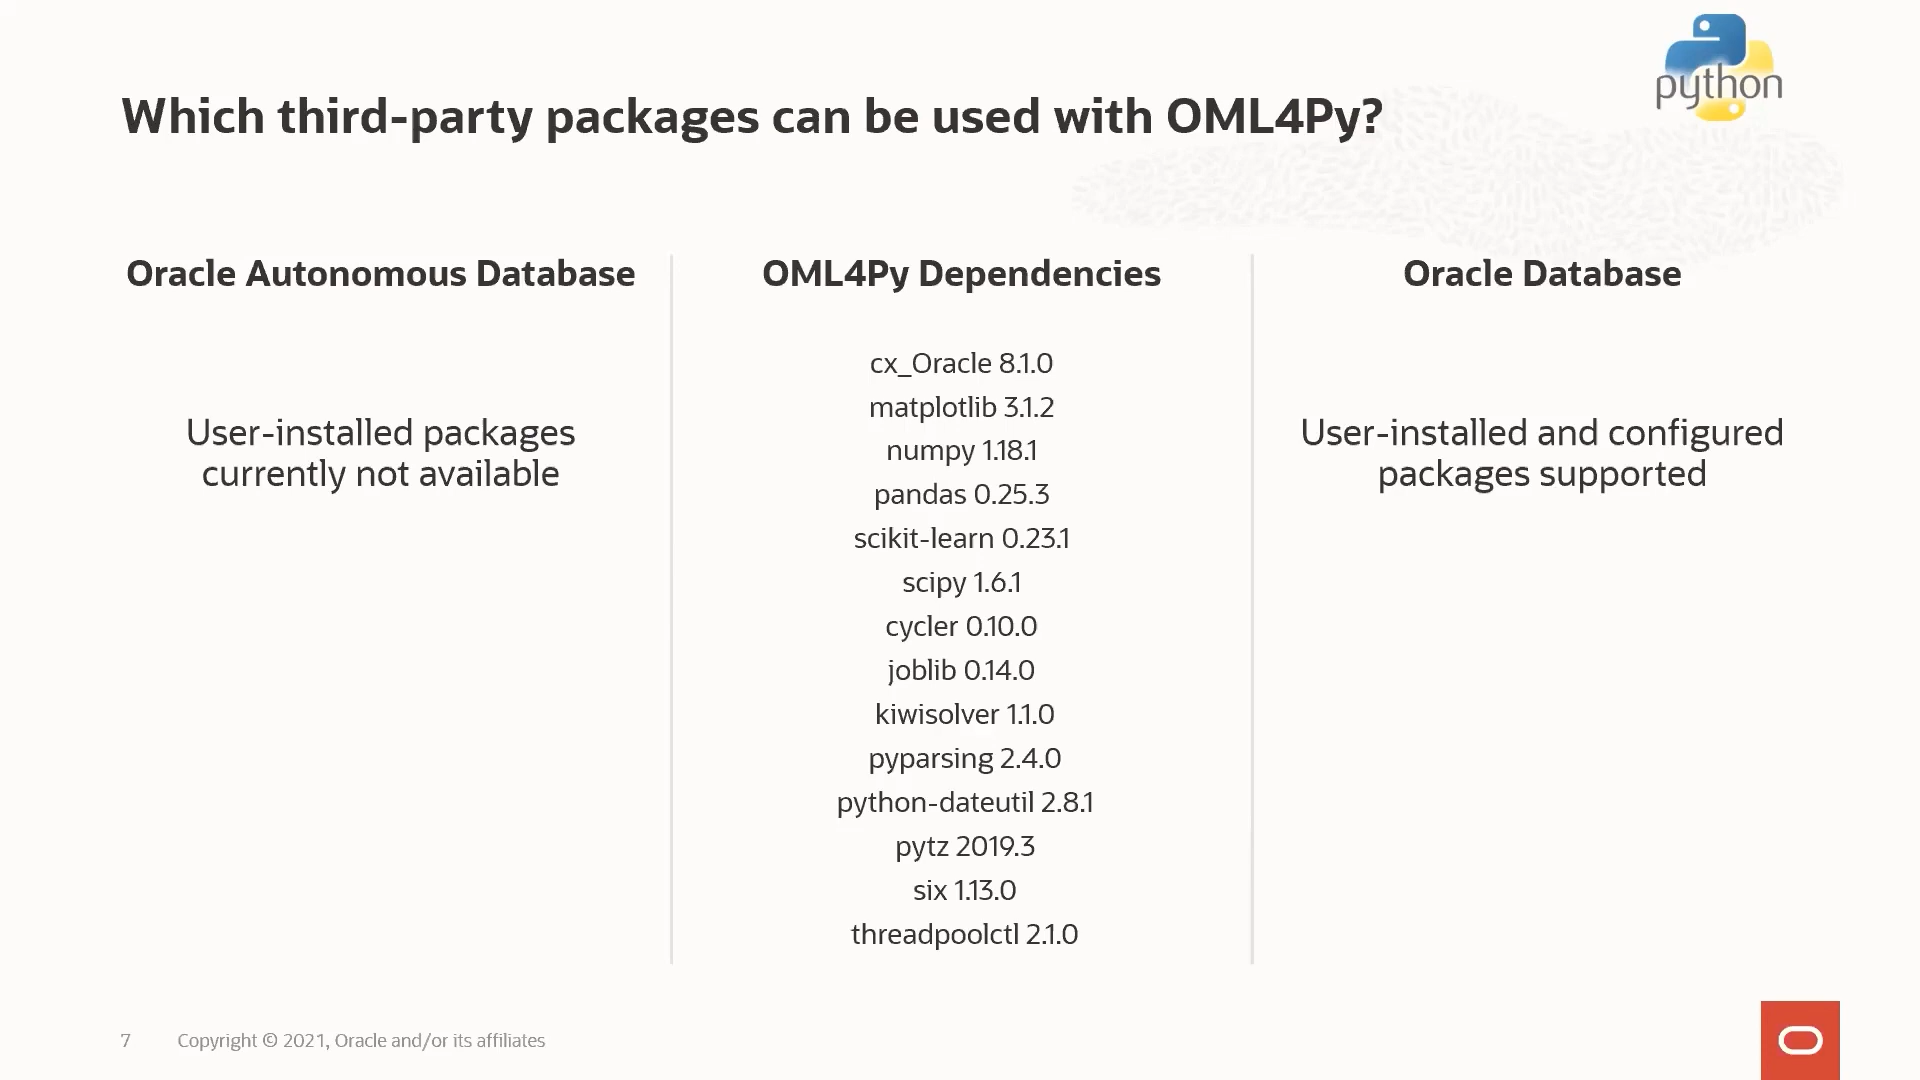 python
Which third-party packages can be used with OML4Py?
Oracle Autonomous Database
User-installed packages
currently not available
OML4Py Dependencies
cx_Oracle 8.1.0
matplotlib 3.1.2
numpy 1.18.1
pandas 0.25.3
scikit-learn 0.23.1
scipy 1.6.1
cycler 0.10.0
joblib 0.14.0
kiwisolver 1.1.0
pyparsing 2.4.0
python-dateutil 2.8.1
pytz 2019.3
six 1.13.0
threadpoolctl 2.1.0
Oracle Database
User-installed and configured
packages supported
7 Copyright © 2021, Oracle and/or its affiliates